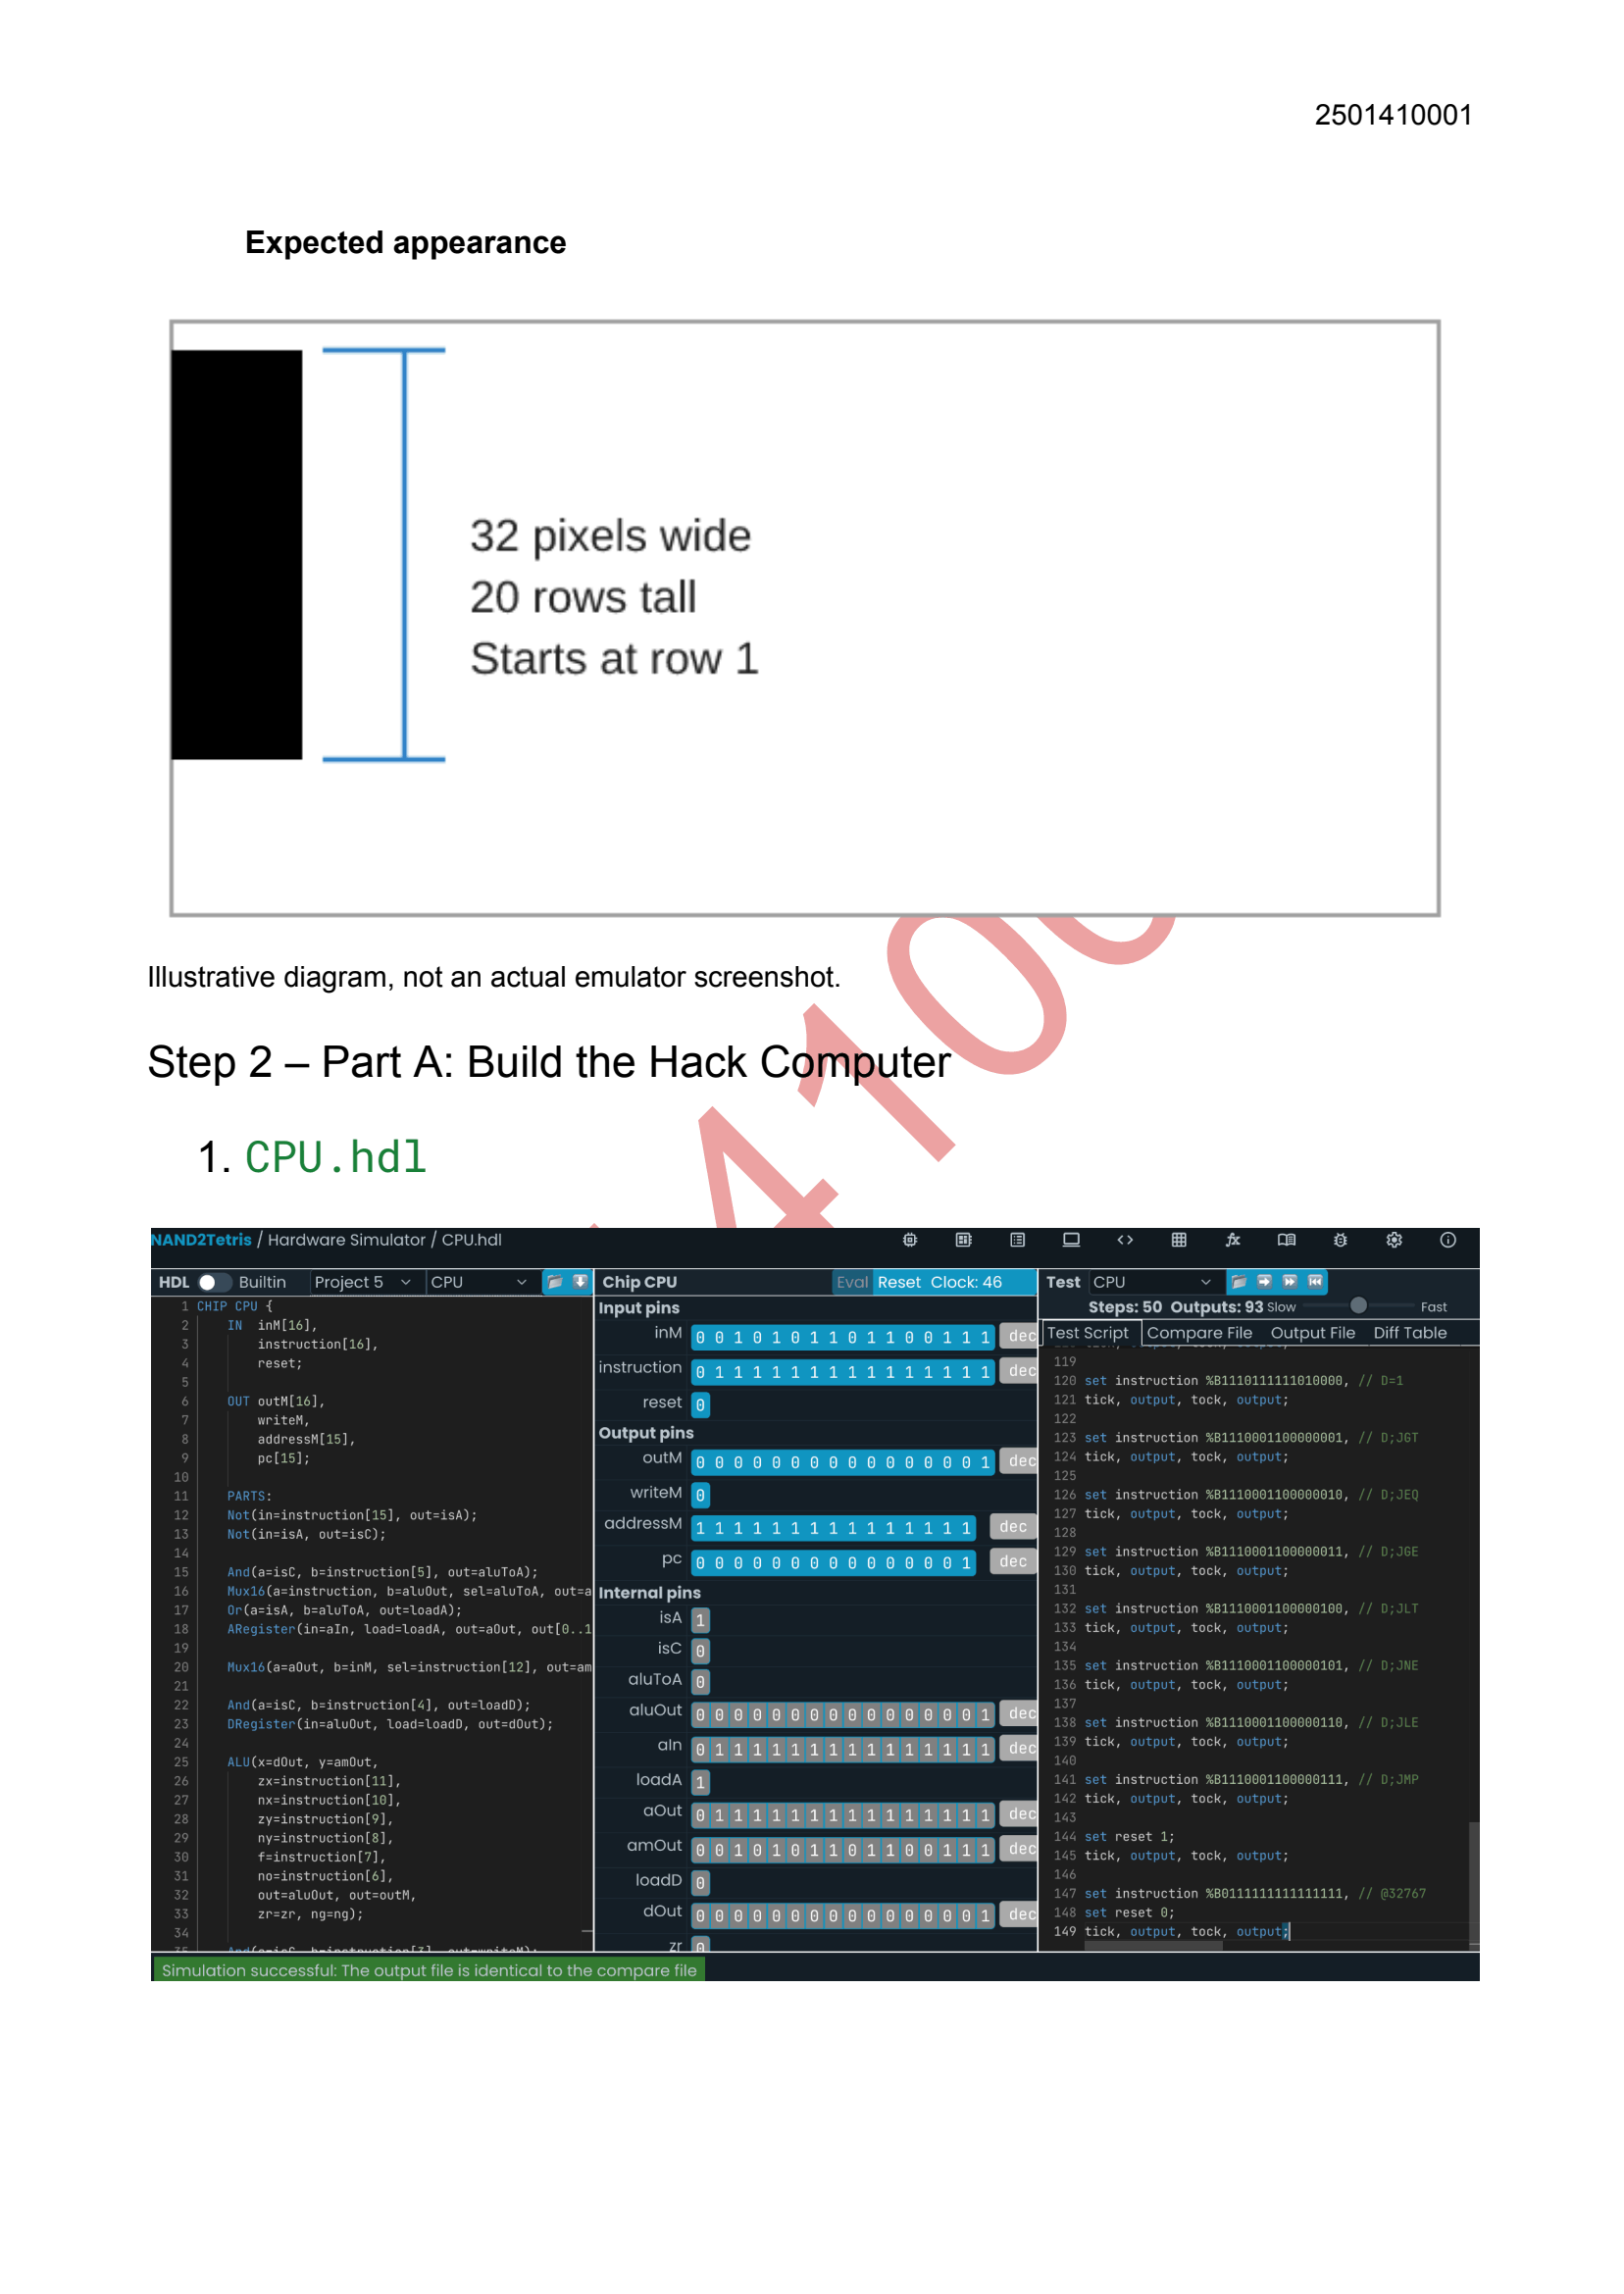 2501410001
Expected appearance
32 pixels wide
20 rows tall
Starts at row 1
Illustrative diagram, not an actual emulator screenshot.
Step 2 – Part A: Build the Hack Computer
1. CPU.hdl
NAND2Tetris / Hardware Simulator / CPU.hdl
HDL Builtin Project 5 CPU
1 CHIP CPU {
2 IN inM[16],
3 instruction[16],
4 reset;
5
6 OUT outM[16],
7 writeM,
8 addressM[15],
9 pc[15];
10
11 PARTS:
12 Not(in=instruction[15], out=isA);
13 Not(in=isA, out=isC);
14
15 And(a=isC, b=instruction[5], out=aluToA);
16 Mux16(a=instruction, b=aluOut, sel=aluToA, out=a
17 Or(a=isA, b=aluToA, out=loadA);
18 ARegister(in=aIn, load=loadA, out=aOut, out[0..1
19
20 Mux16(a=aOut, b=inM, sel=instruction[12], out=am
21
22 And(a=isC, b=instruction[4], out=loadD);
23 DRegister(in=aluOut, load=loadD, out=dOut);
24
25 ALU(x=dOut, y=amOut,
26 zx=instruction[11],
27 nx=instruction[10],
28 zy=instruction[9],
29 ny=instruction[8],
30 f=instruction[7],
31 no=instruction[6],
32 out=aluOut, out=outM,
33 zr=zr, ng=ng);
34
Chip CPU Eval Reset Clock: 46
Input pins
inM 0 0 1 0 1 0 1 1 0 1 1 0 0 1 1 1 dec
instruction 0 1 1 1 1 1 1 1 1 1 1 1 1 1 1 1 dec
reset 0
Output pins
outM 0 0 0 0 0 0 0 0 0 0 0 0 0 0 0 1 dec
writeM 0
addressM 1 1 1 1 1 1 1 1 1 1 1 1 1 1 1 dec
pc 0 0 0 0 0 0 0 0 0 0 0 0 0 0 1 dec
Internal pins
isA 1
isC 0
aluToA 0
aluOut 0 0 0 0 0 0 0 0 0 0 0 0 0 0 0 1 dec
aIn 0 1 1 1 1 1 1 1 1 1 1 1 1 1 1 1 dec
loadA 1
aOut 0 1 1 1 1 1 1 1 1 1 1 1 1 1 1 1 dec
amOut 0 0 1 0 1 0 1 1 0 1 1 0 0 1 1 1 dec
loadD 0
dOut 0 0 0 0 0 0 0 0 0 0 0 0 0 0 0 1 dec
zr 0
Test CPU
Steps: 50 Outputs: 93 Slow Fast
Test Script Compare File Output File Diff Table
119
120 set instruction %B1110111111010000, // D=1
121 tick, output, tock, output;
122
123 set instruction %B1110001100000001, // D;JGT
124 tick, output, tock, output;
125
126 set instruction %B1110001100000010, // D;JEQ
127 tick, output, tock, output;
128
129 set instruction %B1110001100000011, // D;JGE
130 tick, output, tock, output;
131
132 set instruction %B1110001100000100, // D;JLT
133 tick, output, tock, output;
134
135 set instruction %B1110001100000101, // D;JNE
136 tick, output, tock, output;
137
138 set instruction %B1110001100000110, // D;JLE
139 tick, output, tock, output;
140
141 set instruction %B1110001100000111, // D;JMP
142 tick, output, tock, output;
143
144 set reset 1;
145 tick, output, tock, output;
146
147 set instruction %B0111111111111111, // @32767
148 set reset 0;
149 tick, output, tock, output;
Simulation successful: The output file is identical to the compare file